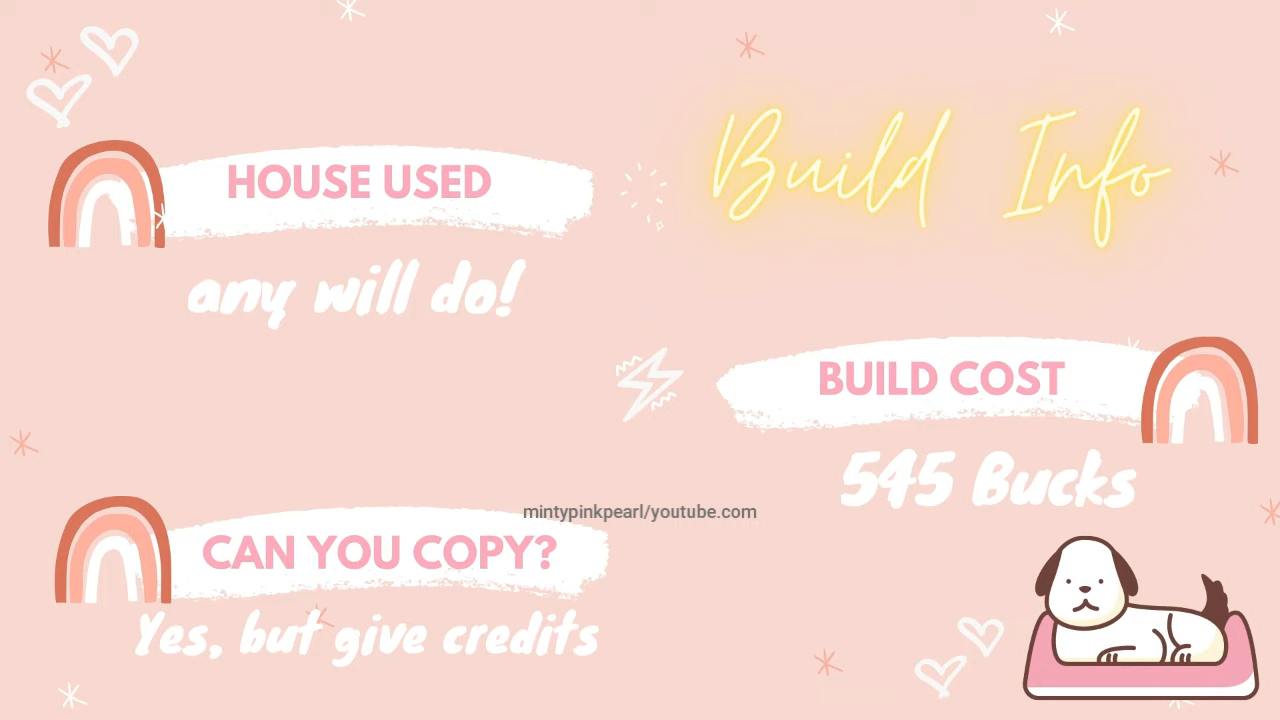 Build Info
HOUSE USED
any will do!
BUILD COST
545 Bucks
mintypinkpearl/youtube.com
CAN YOU COPY?
Yes, but give credits